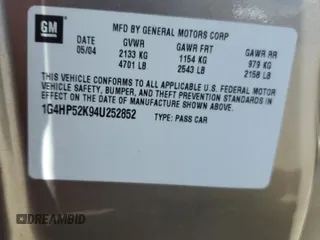 GM
MFD BY GENERAL MOTORS CORP
DATE GVWR GAWR FRT GAWR RR
05/04 2133 KG 1154 KG 979 KG
4701 LB 2543 LB 2158 LB
THIS VEHICLE CONFORMS TO ALL APPLICABLE U.S. FEDERAL MOTOR
VEHICLE SAFETY, BUMPER, AND THEFT PREVENTION STANDARDS IN
EFFECT ON THE DATE OF MANUFACTURE SHOWN ABOVE.
1G4HP52K94U252852 TYPE: PASS CAR
DREAMBID